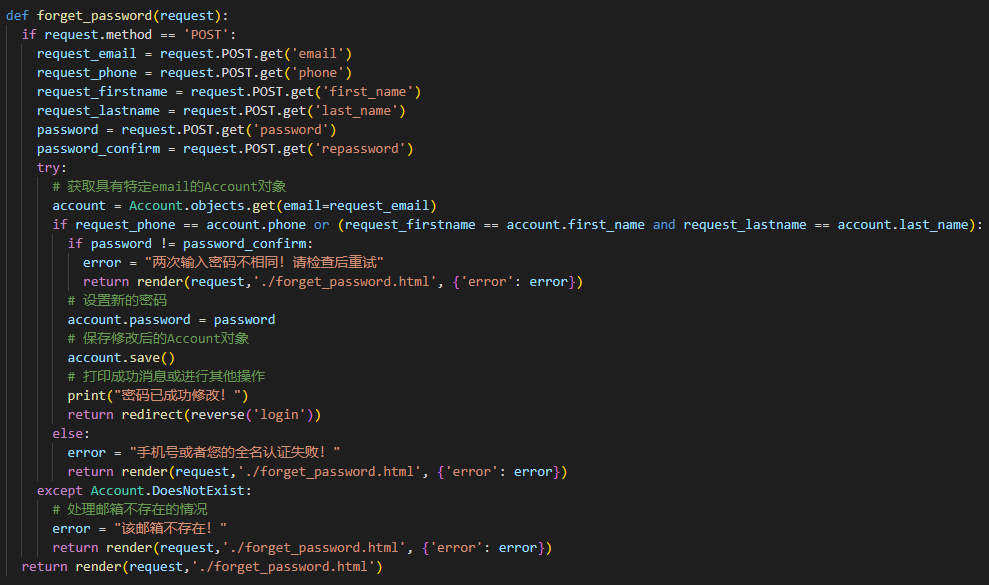 def forget_password(request):
  if request.method == 'POST':
    request_email = request.POST.get('email')
    request_phone = request.POST.get('phone')
    request_firstname = request.POST.get('first_name')
    request_lastname = request.POST.get('last_name')
    password = request.POST.get('password')
    password_confirm = request.POST.get('repassword')
    try:
      # 获取具有特定email的Account对象
      account = Account.objects.get(email=request_email)
      if request_phone == account.phone or (request_firstname == account.first_name and request_lastname == account.last_name):
        if password != password_confirm:
          error = "两次输入密码不相同！请检查后重试"
          return render(request,'./forget_password.html', {'error': error})
        # 设置新的密码
        account.password = password
        # 保存修改后的Account对象
        account.save()
        # 打印成功消息或进行其他操作
        print("密码已成功修改！")
        return redirect(reverse('login'))
      else:
        error = "手机号或者您的全名认证失败！"
        return render(request,'./forget_password.html', {'error': error})
    except Account.DoesNotExist:
      # 处理邮箱不存在的情况
      error = "该邮箱不存在！"
      return render(request,'./forget_password.html', {'error': error})
  return render(request,'./forget_password.html')